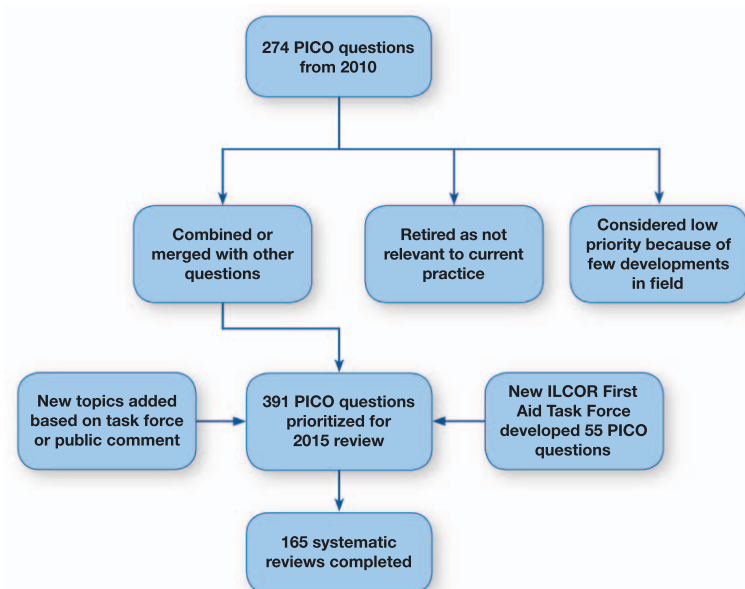 274 PICO questions
from 2010
Combined or
merged with other
questions
Retired as not
relevant to current
practice
Considered low
priority because of
few developments
in field
New topics added
based on task force
or public comment
391 PICO questions
prioritized for
2015 review
New ILCOR First
Aid Task Force
developed 55 PICO
questions
165 systematic
reviews completed